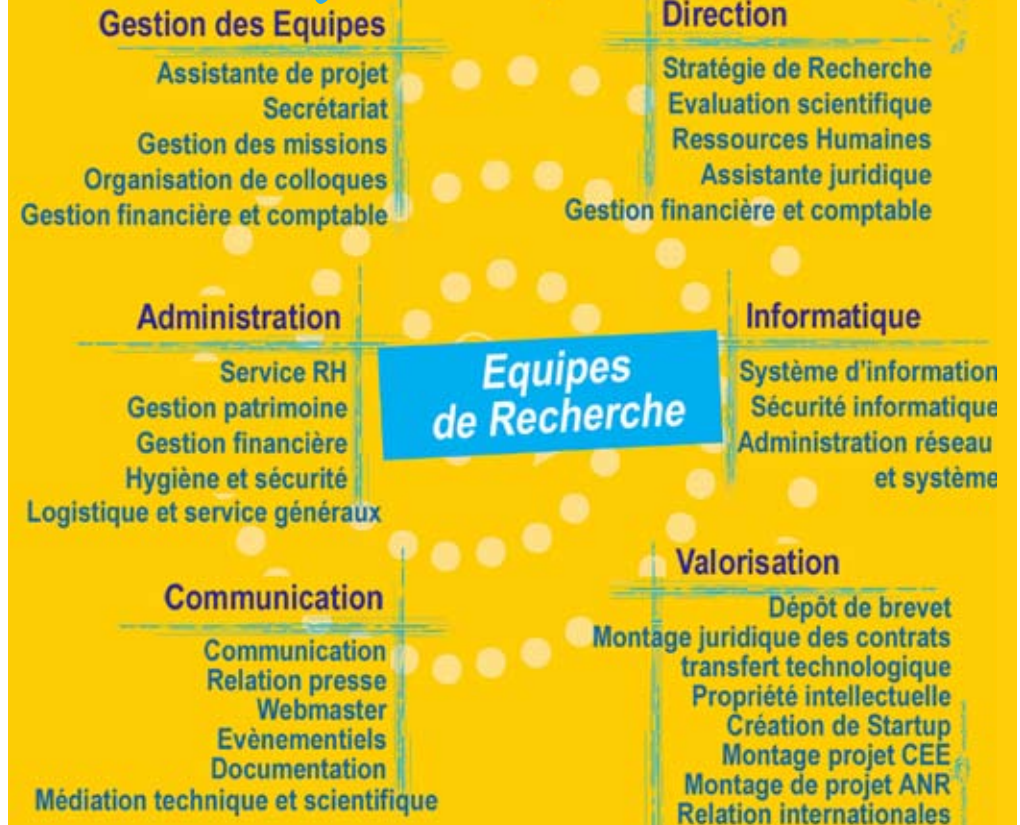 Gestion des Equipes
Assistante de projet
Secrétariat
Gestion des missions
Organisation de colloques
Gestion financière et comptable
Direction
Stratégie de Recherche
Evaluation scientifique
Ressources Humaines
Assistante juridique
Gestion financière et comptable
Administration
Service RH
Gestion patrimoine
Gestion financière
Hygiène et sécurité
Logistique et service généraux
Equipes
de Recherche
Informatique
Système d'information
Sécurité informatique
Administration réseau
et système
Communication
Communication
Relation presse
Webmaster
Evènementiels
Documentation
Médiation technique et scientifique
Valorisation
Dépôt de brevet
Montage juridique des contrats
transfert technologique
Propriété intellectuelle
Création de Startup
Montage projet CEE
Montage de projet ANR
Relation internationales